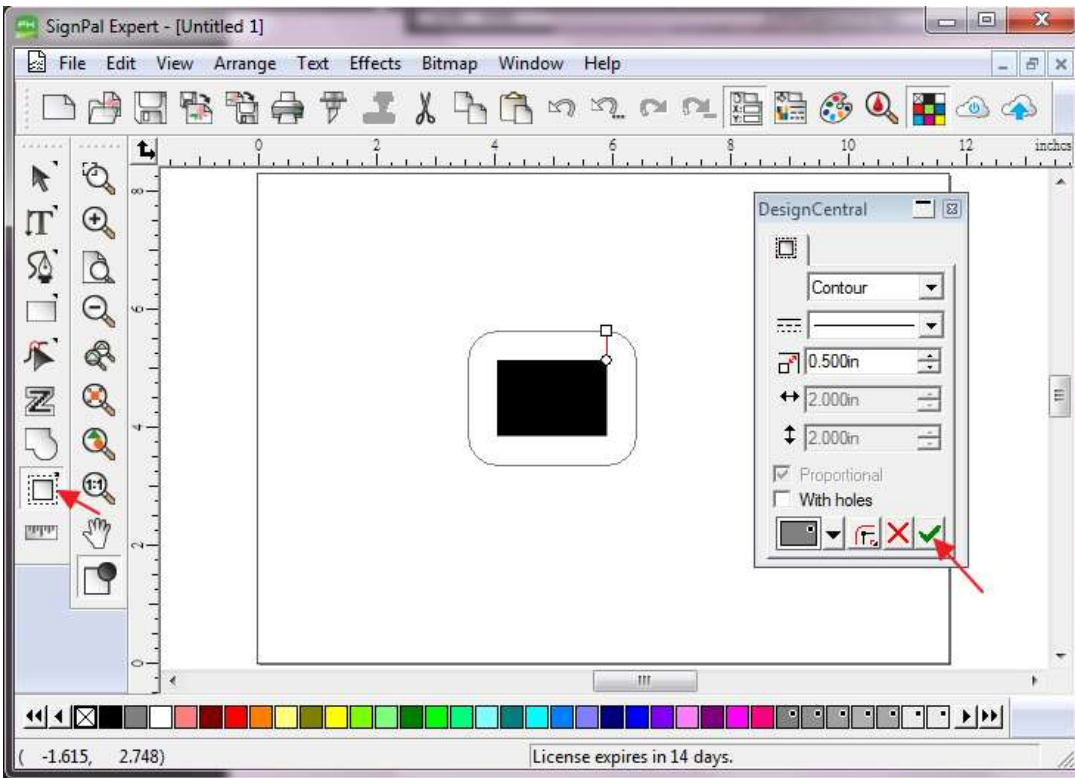 SignPal Expert - [Untitled 1]
File Edit View Arrange Text Effects Bitmap Window Help
0 2 4 6 8 10 12 inches
8
6
4
2
0
DesignCentral
Contour
0.500in
2.000in
2.000in
Proportional
With holes
1:1
( -1.615, 2.748)
License expires in 14 days.